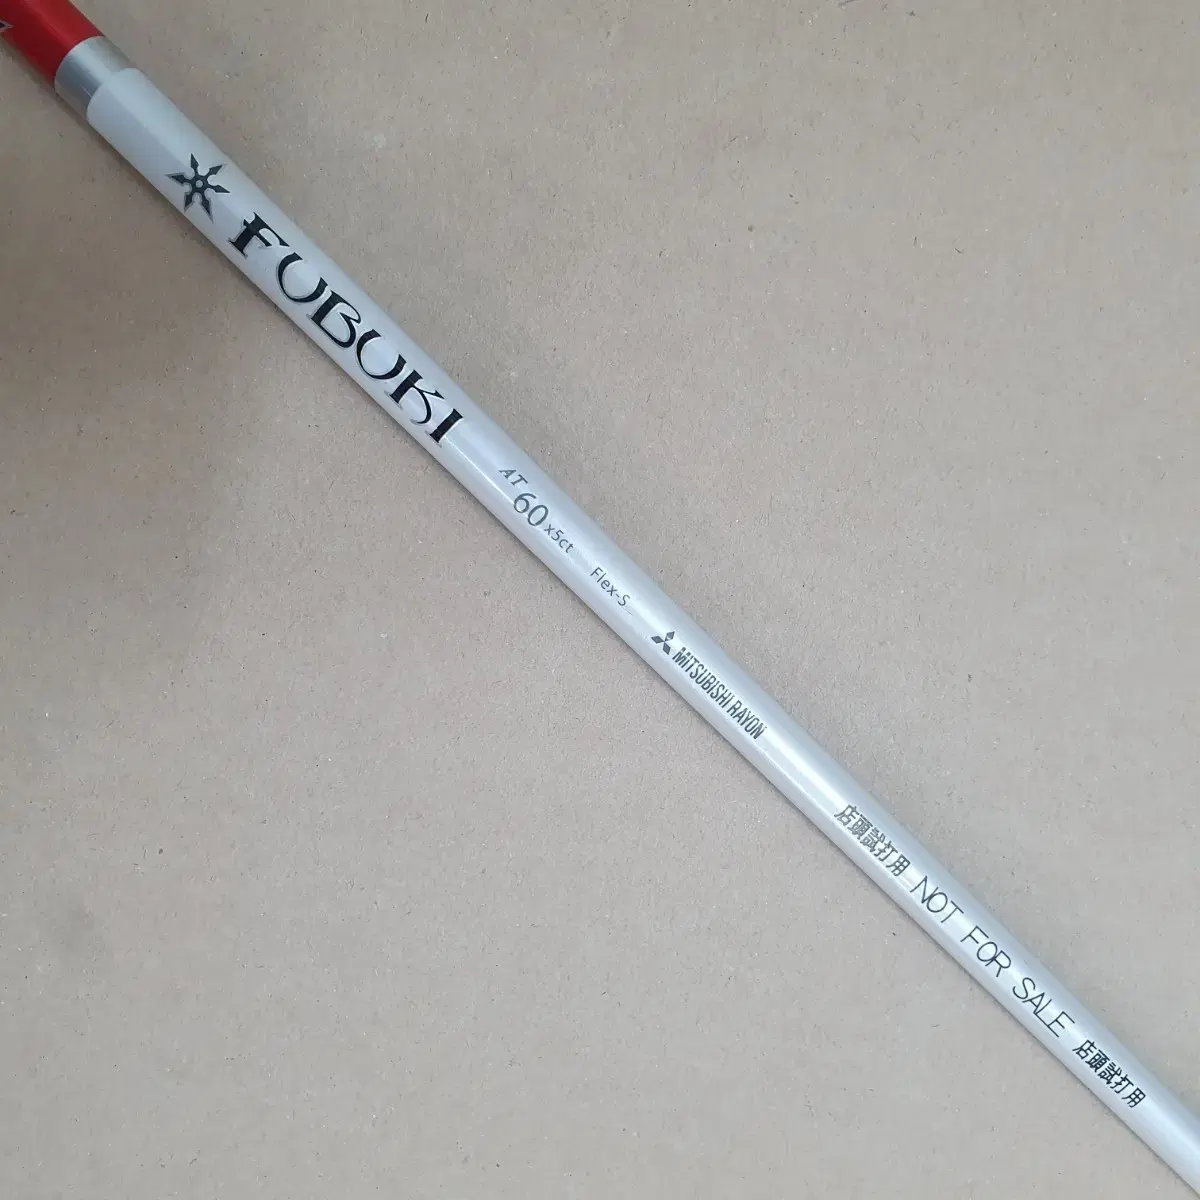 FUBUKI
AT 60 x5ct Flex-S
MITSUBISHI RAYON
店頭試打用 NOT FOR SALE 店頭試打用